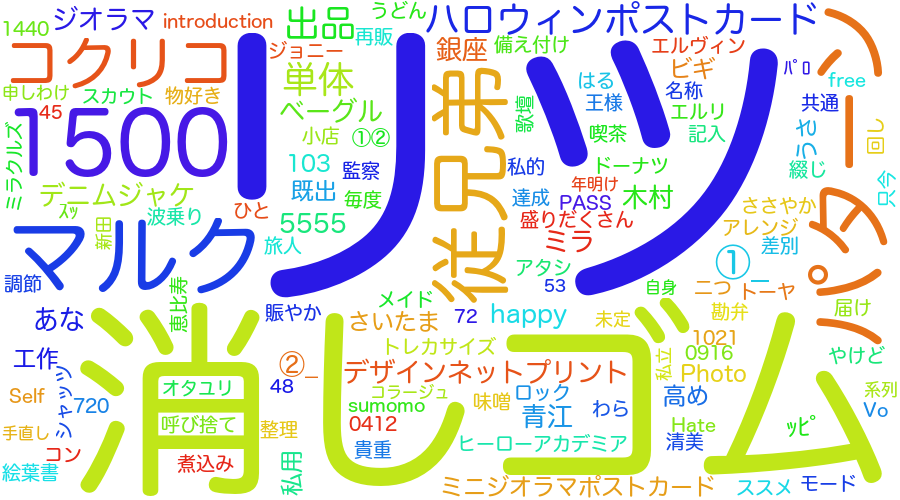 1440
ジオラマ
introduction
出品
うどん
再販
ハロウィンポストカード
コクリコ
ジョニー
銀座
備え付け
エルヴィン
ビギ
パロ
free
パターン
申しわけ
45
スカウト
物好き
単体
ベーグル
リツ
従兄弟
歌壇
はる
王様
名称
エルリ
記入
共通
うさ
回し
ミラクルズ
1500
小店
①②
喫茶
綴じ
103
監察
私的
ドーナツ
只今
デニムジャケ
既出
毎度
達成
年明け
PASS
木村
スッ
波乗り
ひと
5555
盛りだくさん
ささやか
新田
マルク
旅人
ミラ
アレンジ
差別
アタシ
①_
調節
恵比寿
53
自身
二つ
トーヤ
メイド
賑やか
あな
さいたま
72
happy
未定
勘弁
届け
消しゴム
工作
②_
トレカサイズ
1021
やけど
シャッツ
デザインネットプリント
私立
0916
Photo
Self
オタユリ
48
コラージュ
ロック
高め
系列
720
sumomo
味噌
青江
わら
Vo
手直し
呼び捨て
整理
0412
Hate
ッピ
コン
煮込み
貴重
ヒーローアカデミア
清美
絵葉書
私用
ミニジオラマポストカード
ススメ
モード